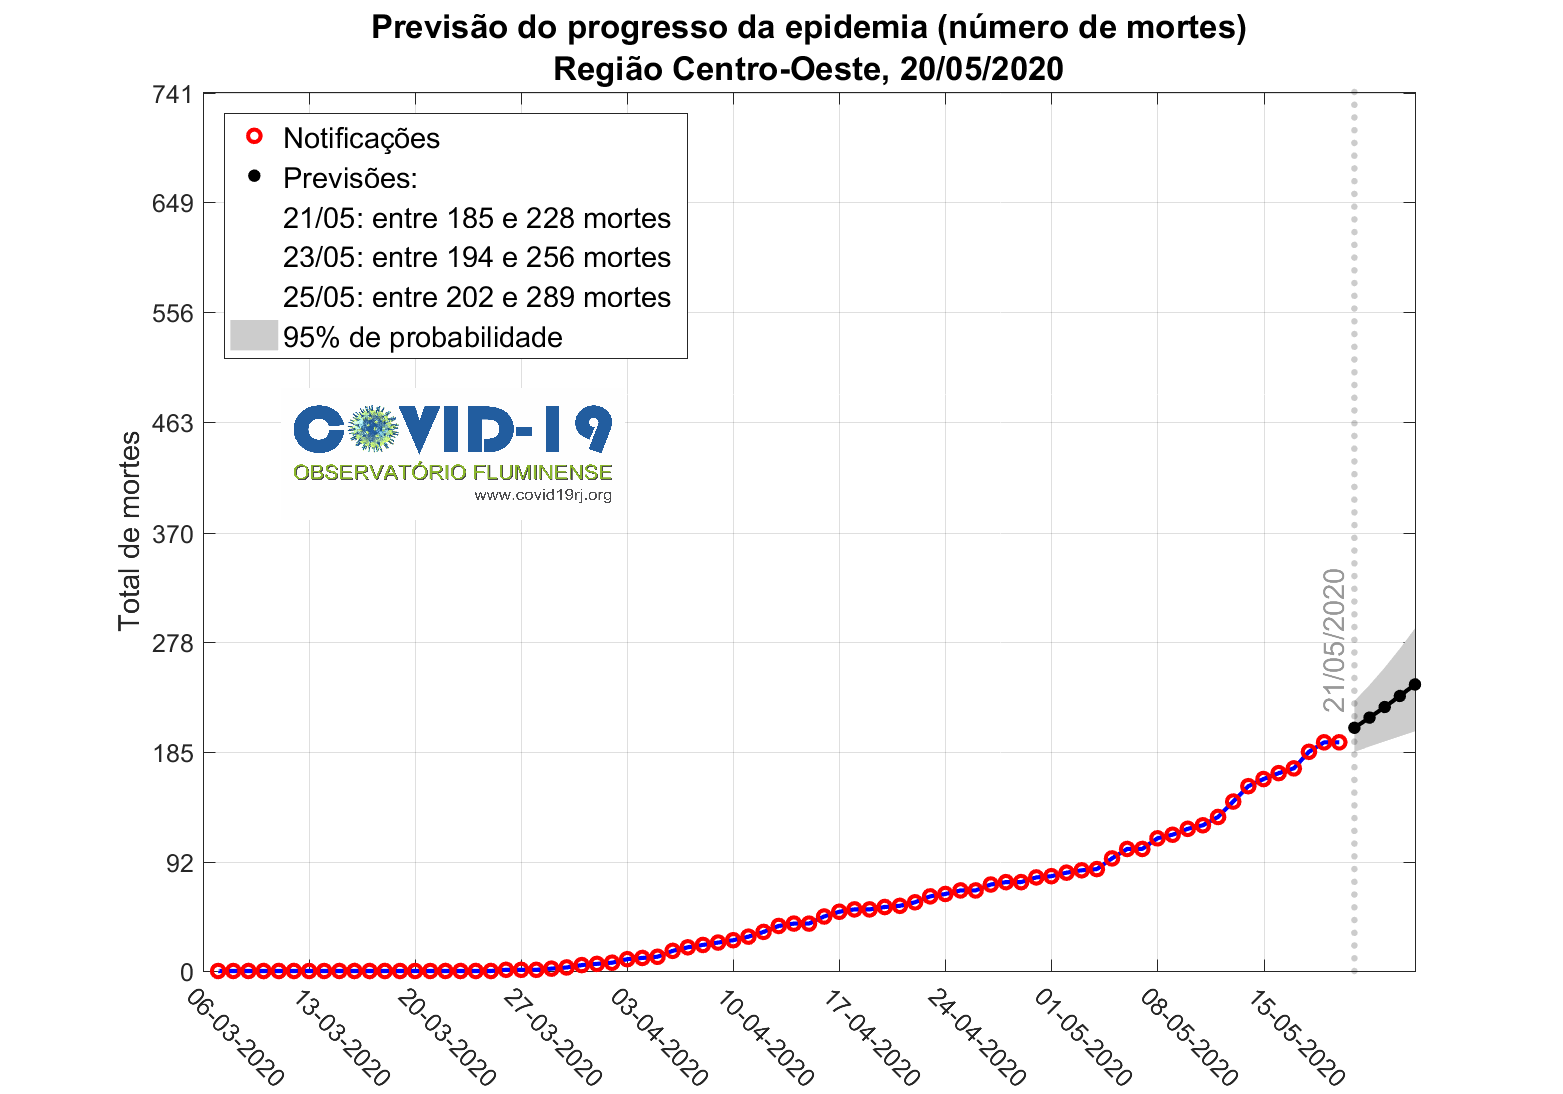 Previsão do progresso da epidemia (número de mortes)
Região Centro-Oeste, 20/05/2020
741
649
556
463
370
278
185
92
0
Total de mortes
Notificações
Previsões:
21/05: entre 185 e 228 mortes
23/05: entre 194 e 256 mortes
25/05: entre 202 e 289 mortes
95% de probabilidade
COVID-19
OBSERVATÓRIO FLUMINENSE
www.covid19rj.org
21/05/2020
06-03-2020
13-03-2020
20-03-2020
27-03-2020
03-04-2020
10-04-2020
17-04-2020
24-04-2020
01-05-2020
08-05-2020
15-05-2020